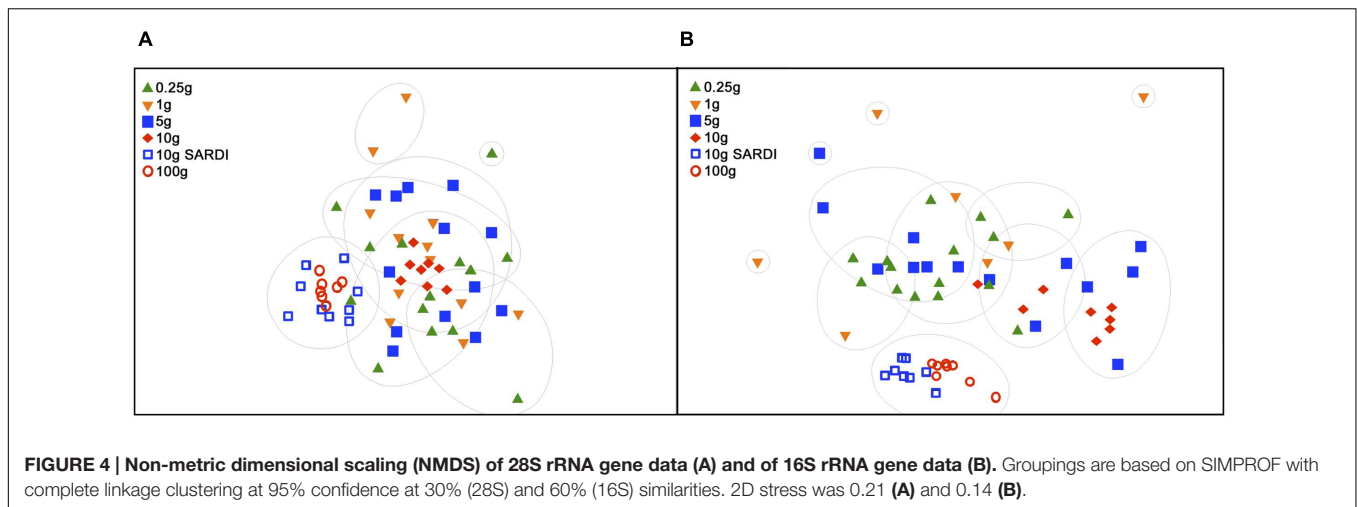 A
0.25g
1g
5g
10g
10g SARDI
100g
B
0.25g
1g
5g
10g
10g SARDI
100g
FIGURE 4 | Non-metric dimensional scaling (NMDS) of 28S rRNA gene data (A) and of 16S rRNA gene data (B). Groupings are based on SIMPROF with
complete linkage clustering at 95% confidence at 30% (28S) and 60% (16S) similarities. 2D stress was 0.21 (A) and 0.14 (B).